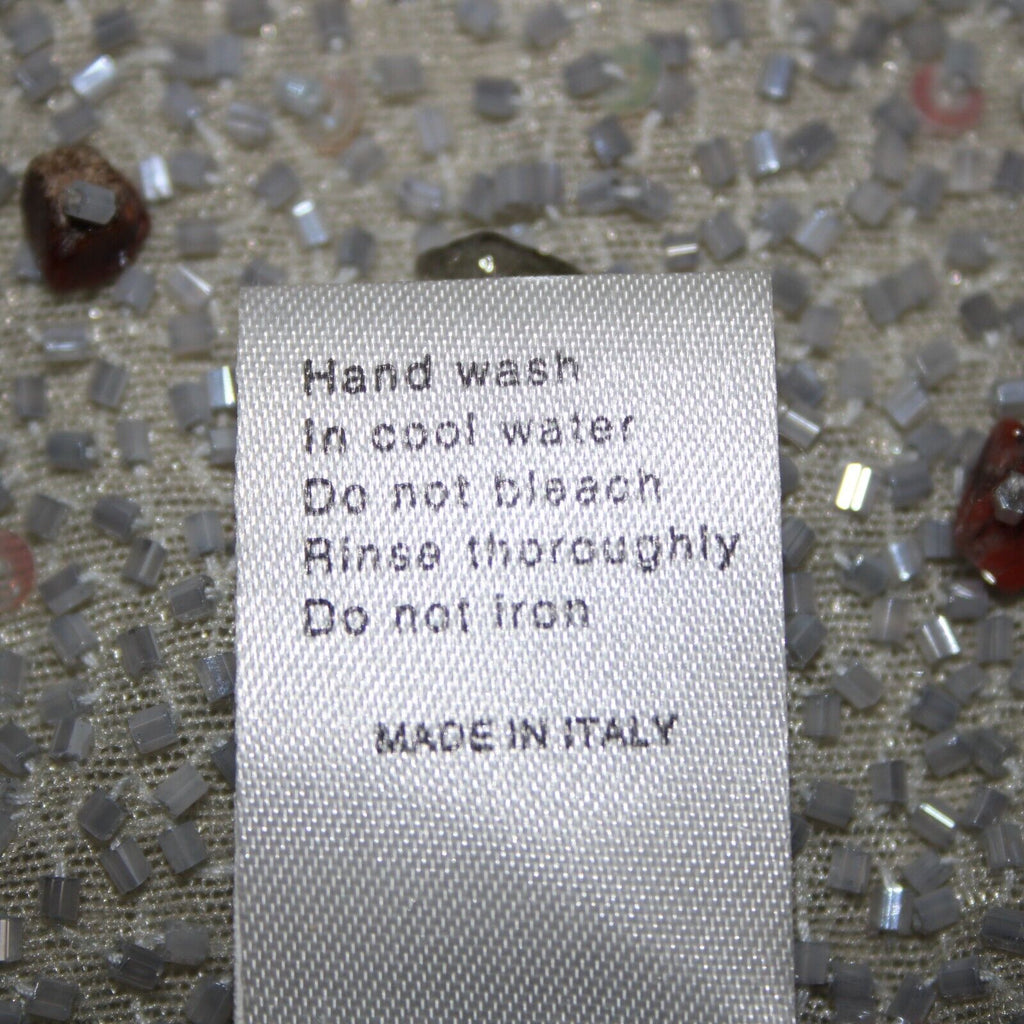 Hand wash
In cool water
Do not bleach
Rinse thoroughly
Do not iron
MADE IN ITALY